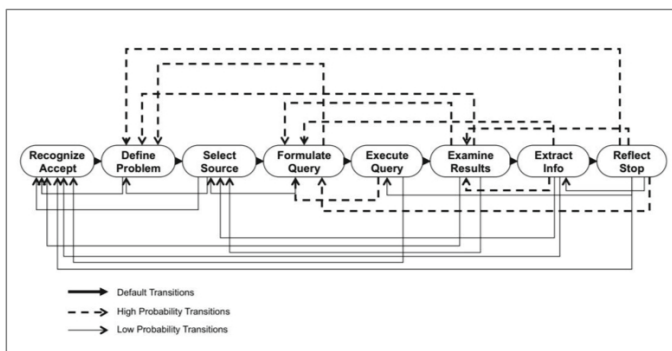 Recognize
Accept
Define
Problem
Select
Source
Formulate
Query
Execute
Query
Examine
Results
Extract
Info
Reflect
Stop
Default Transitions
High Probability Transitions
Low Probability Transitions